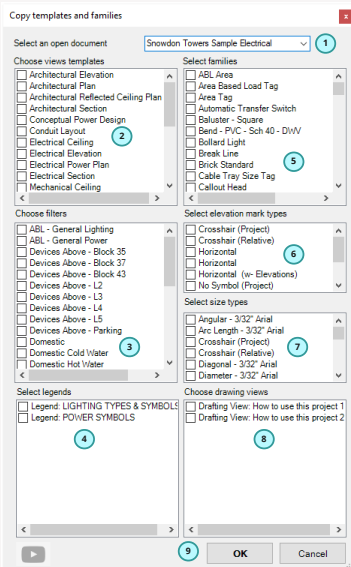 Copy templates and families
x
Select an open document
Snowdon Towers Sample Electrical
1
Choose views templates
Architectural Elevation
Architectural Plan
Architectural Reflected Ceiling Plan
Architectural Section
Conceptual Power Design
Conduit Layout
Electrical Ceiling
Electrical Elevation
Electrical Power Plan
Electrical Section
Mechanical Ceiling
2
Select families
ABL Area
Area Based Load Tag
Area Tag
Automatic Transfer Switch
Baluster - Square
Bend - PVC - Sch 40 - DWV
Bollard Light
Break Line
Brick Standard
Cable Tray Size Tag
Callout Head
5
Choose filters
ABL - General Lighting
ABL - General Power
Devices Above - Block 35
Devices Above - Block 37
Devices Above - Block 43
Devices Above - L2
Devices Above - L3
Devices Above - L4
Devices Above - L5
Devices Above - Parking
Domestic
Domestic Cold Water
Domestic Hot Water
3
Select elevation mark types
Crosshair (Project)
Crosshair (Relative)
Horizontal
Horizontal (w- Elevations)
No Symbol (Project)
6
Select size types
Angular - 3/32" Arial
Arc Length - 3/32" Arial
Crosshair (Project)
Crosshair (Relative)
Diagonal - 3/32" Arial
Diameter - 3/32" Arial
7
Select legends
Legend: LIGHTING TYPES & SYMBOLS
Legend: POWER SYMBOLS
4
Choose drawing views
Drafting View: How to use this project 1
Drafting View: How to use this project 2
8
9
OK
Cancel